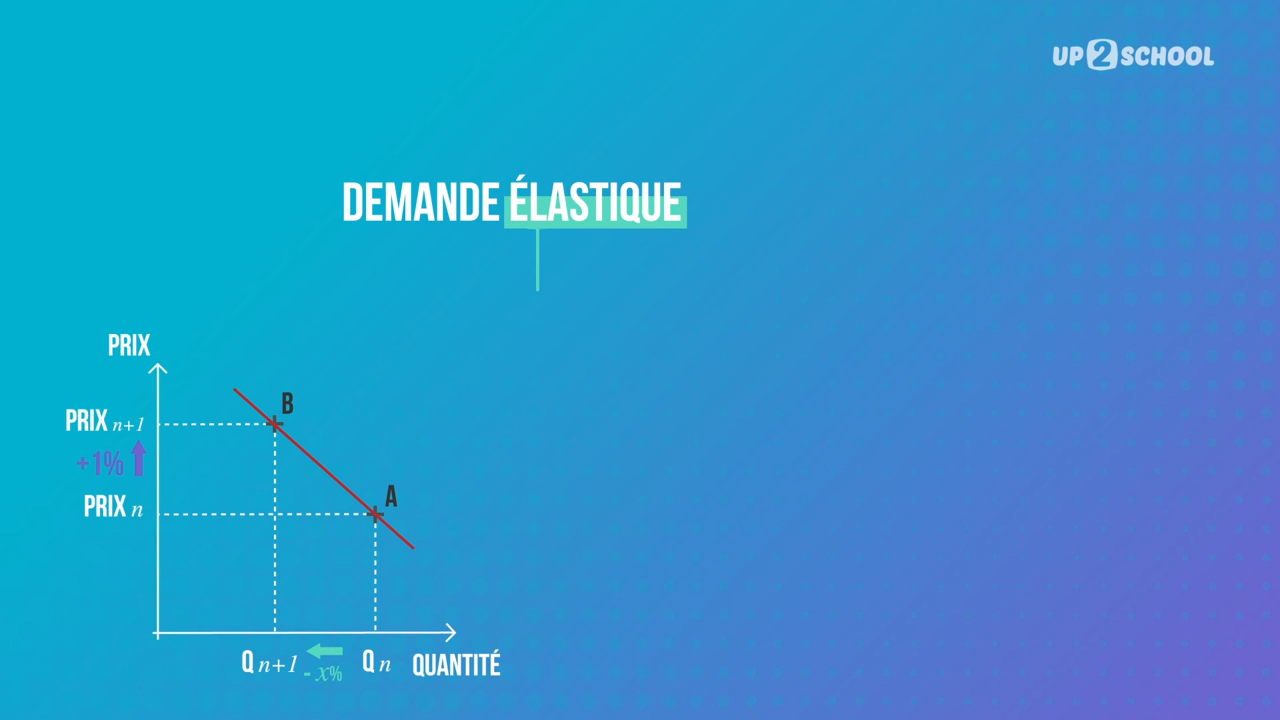 UP2SCHOOL
DEMANDE ÉLASTIQUE
PRIX
B
PRIX n+1
+1%
A
PRIX n
Q n+1
Q n
QUANTITÉ
- x%